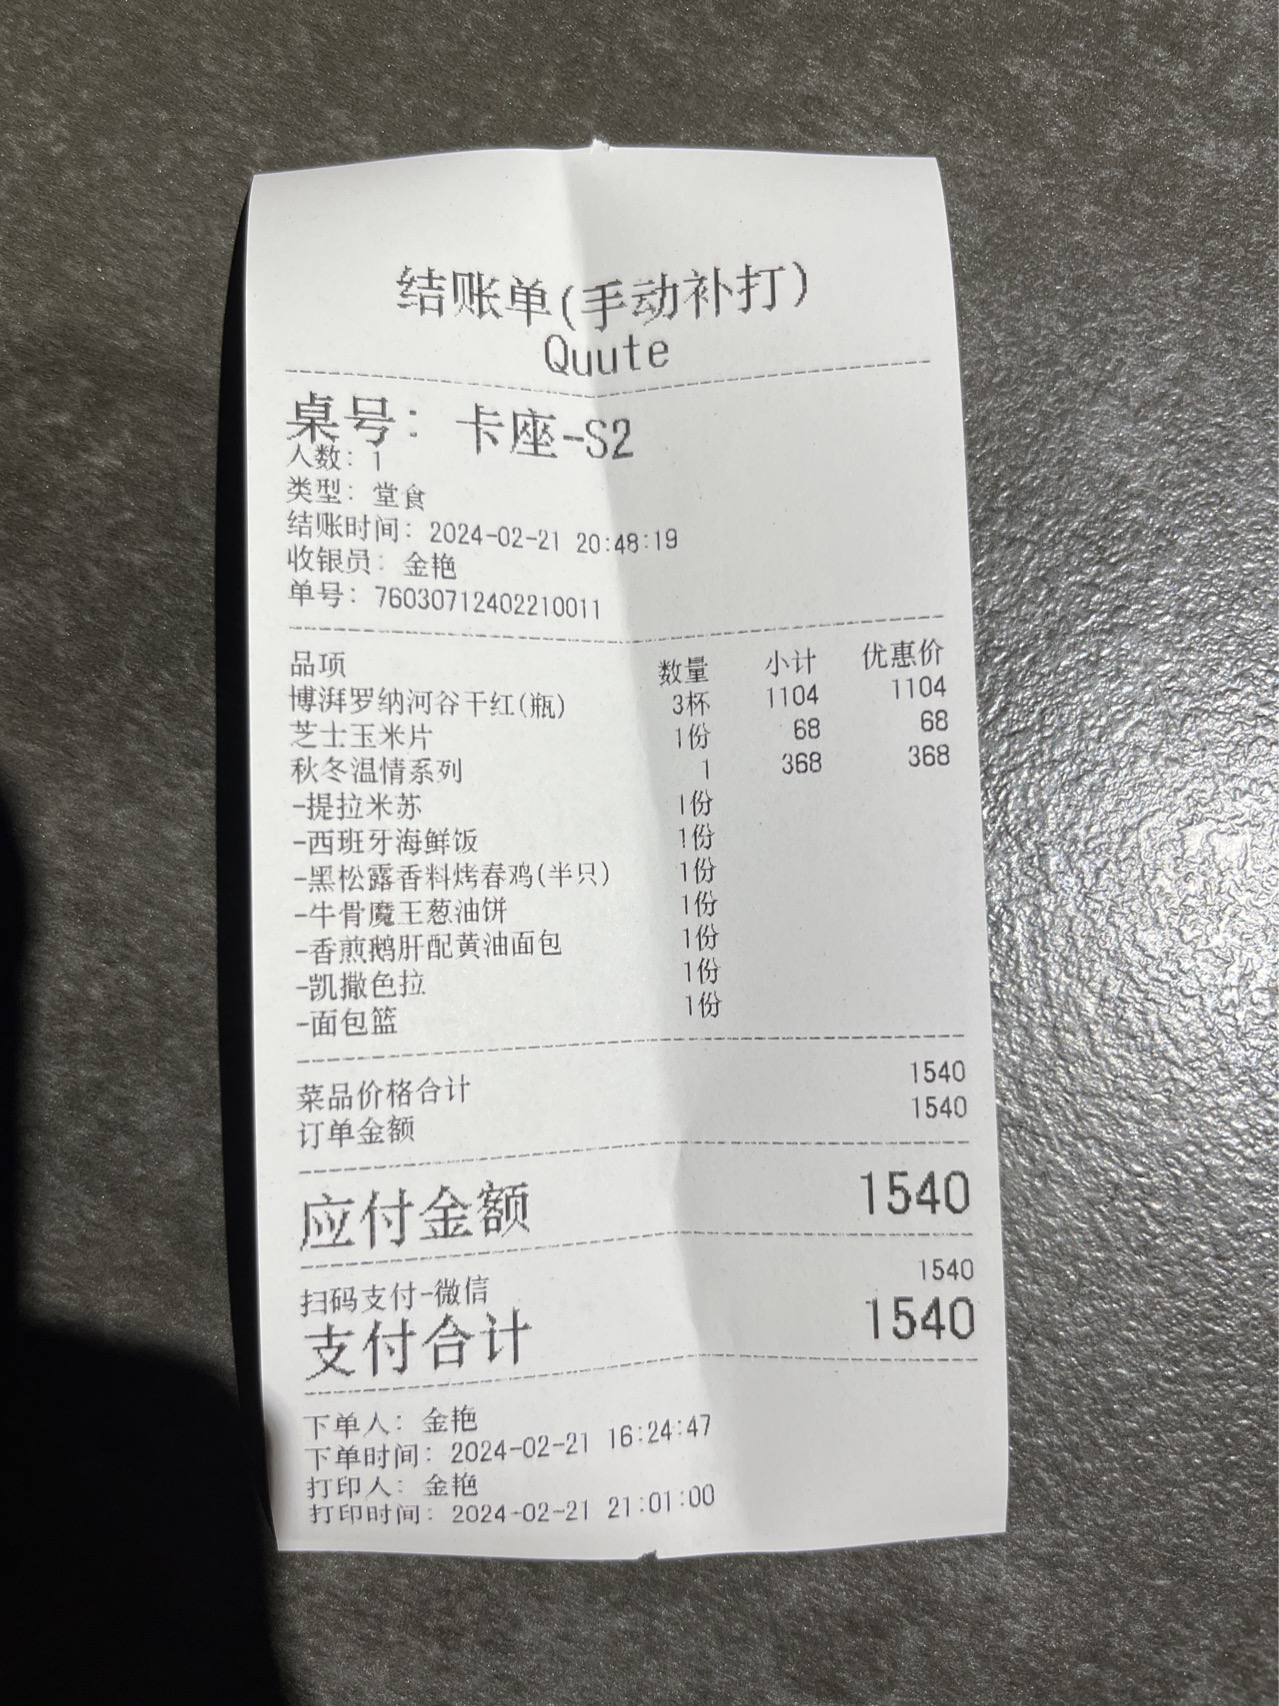 结账单(手动补打)
Quute
桌号: 卡座-S2
人数: 1
类型: 堂食
结账时间: 2024-02-21 20:48:19
收银员: 金艳
单号: 76030712402210011
品项 数量 小计 优惠价
博湃罗纳河谷干红(瓶) 3杯 1104 1104
芝士玉米片 1份 68 68
秋冬温情系列 1 368 368
-提拉米苏 1份
-西班牙海鲜饭 1份
-黑松露香料烤春鸡(半只) 1份
-牛骨魔王葱油饼 1份
-香煎鹅肝配黄油面包 1份
-凯撒色拉 1份
-面包篮 1份
菜品价格合计 1540
订单金额 1540
应付金额 1540
扫码支付-微信 1540
支付合计 1540
下单人: 金艳
下单时间: 2024-02-21 16:24:47
打印人: 金艳
打印时间: 2024-02-21 21:01:00